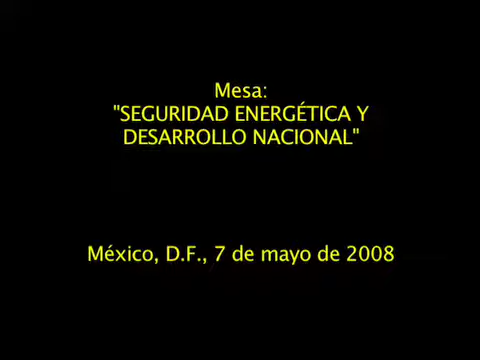 Mesa:
"SEGURIDAD ENERGÉTICA Y
DESARROLLO NACIONAL"
México, D.F., 7 de mayo de 2008